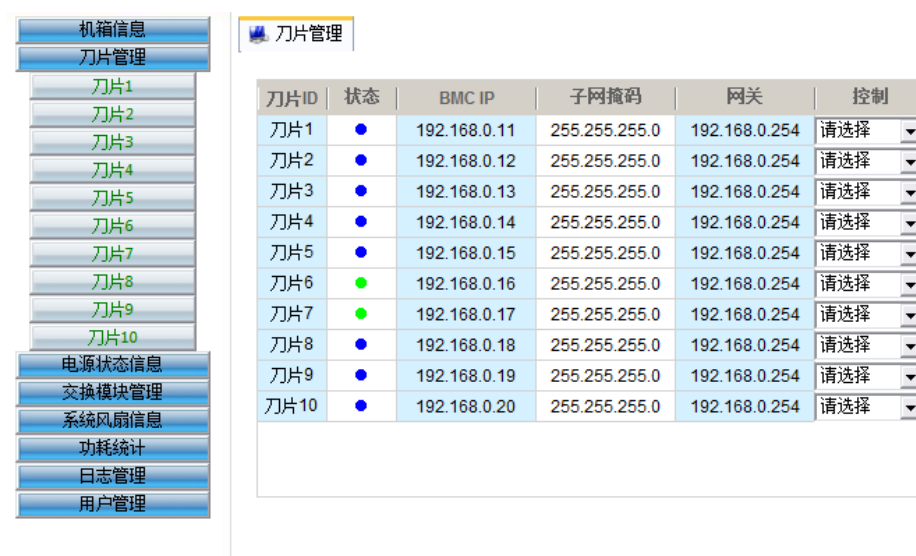 机箱信息
刀片管理
刀片1
刀片2
刀片3
刀片4
刀片5
刀片6
刀片7
刀片8
刀片9
刀片10
电源状态信息
交换模块管理
系统风扇信息
功耗统计
日志管理
用户管理
刀片管理
刀片ID 状态 BMC IP 子网掩码 网关 控制
刀片1 192.168.0.11 255.255.255.0 192.168.0.254 请选择
刀片2 192.168.0.12 255.255.255.0 192.168.0.254 请选择
刀片3 192.168.0.13 255.255.255.0 192.168.0.254 请选择
刀片4 192.168.0.14 255.255.255.0 192.168.0.254 请选择
刀片5 192.168.0.15 255.255.255.0 192.168.0.254 请选择
刀片6 192.168.0.16 255.255.255.0 192.168.0.254 请选择
刀片7 192.168.0.17 255.255.255.0 192.168.0.254 请选择
刀片8 192.168.0.18 255.255.255.0 192.168.0.254 请选择
刀片9 192.168.0.19 255.255.255.0 192.168.0.254 请选择
刀片10 192.168.0.20 255.255.255.0 192.168.0.254 请选择